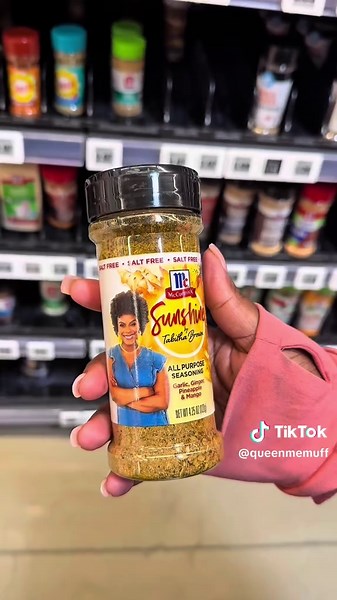 SALT FREE • SALT FREE • SALT FREE
Mc
McCormick
Sunshine
by
Tabitha Brown
ALL PURPOSE
SEASONING
Garlic, Ginger,
Pineapple
& Mango
NET WT 4.25 OZ
TikTok
@queenmemuff